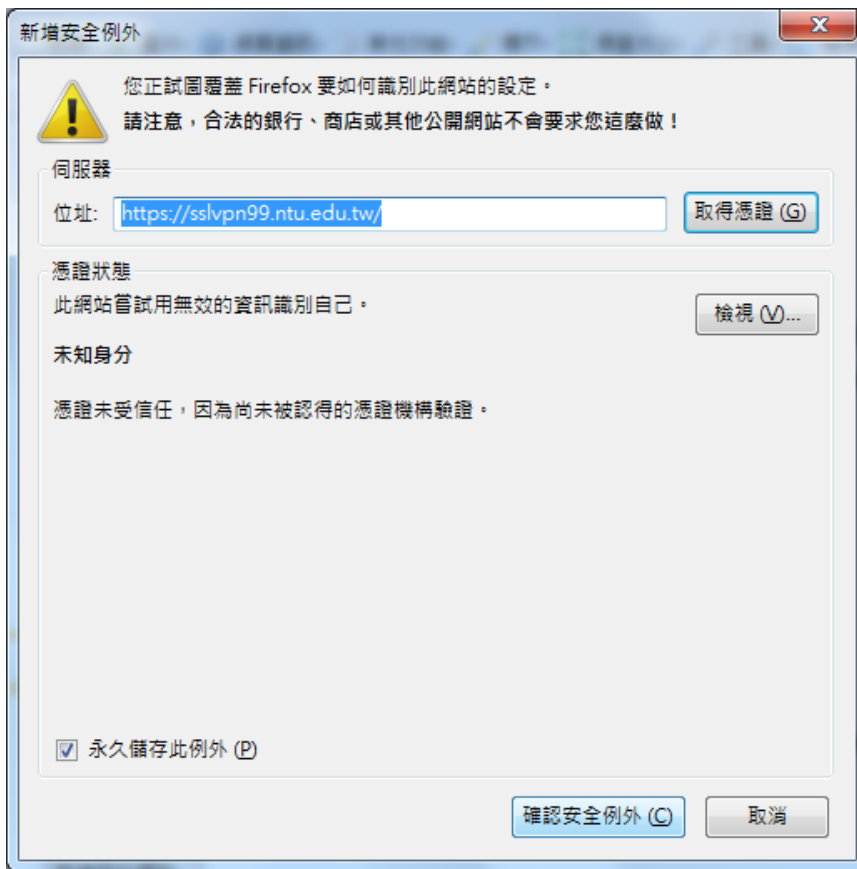 新增安全例外
您正試圖覆蓋 Firefox 要如何識別此網站的設定。
請注意，合法的銀行、商店或其他公開網站不會要求您這麼做！
伺服器
位址: https://sslvpn99.ntu.edu.tw/ 取得憑證 (G)
憑證狀態
此網站嘗試用無效的資訊識別自己。
檢視 (V)...
未知身分
憑證未受信任，因為尚未被認得的憑證機構驗證。
永久儲存此例外 (P)
確認安全例外 (C) 取消